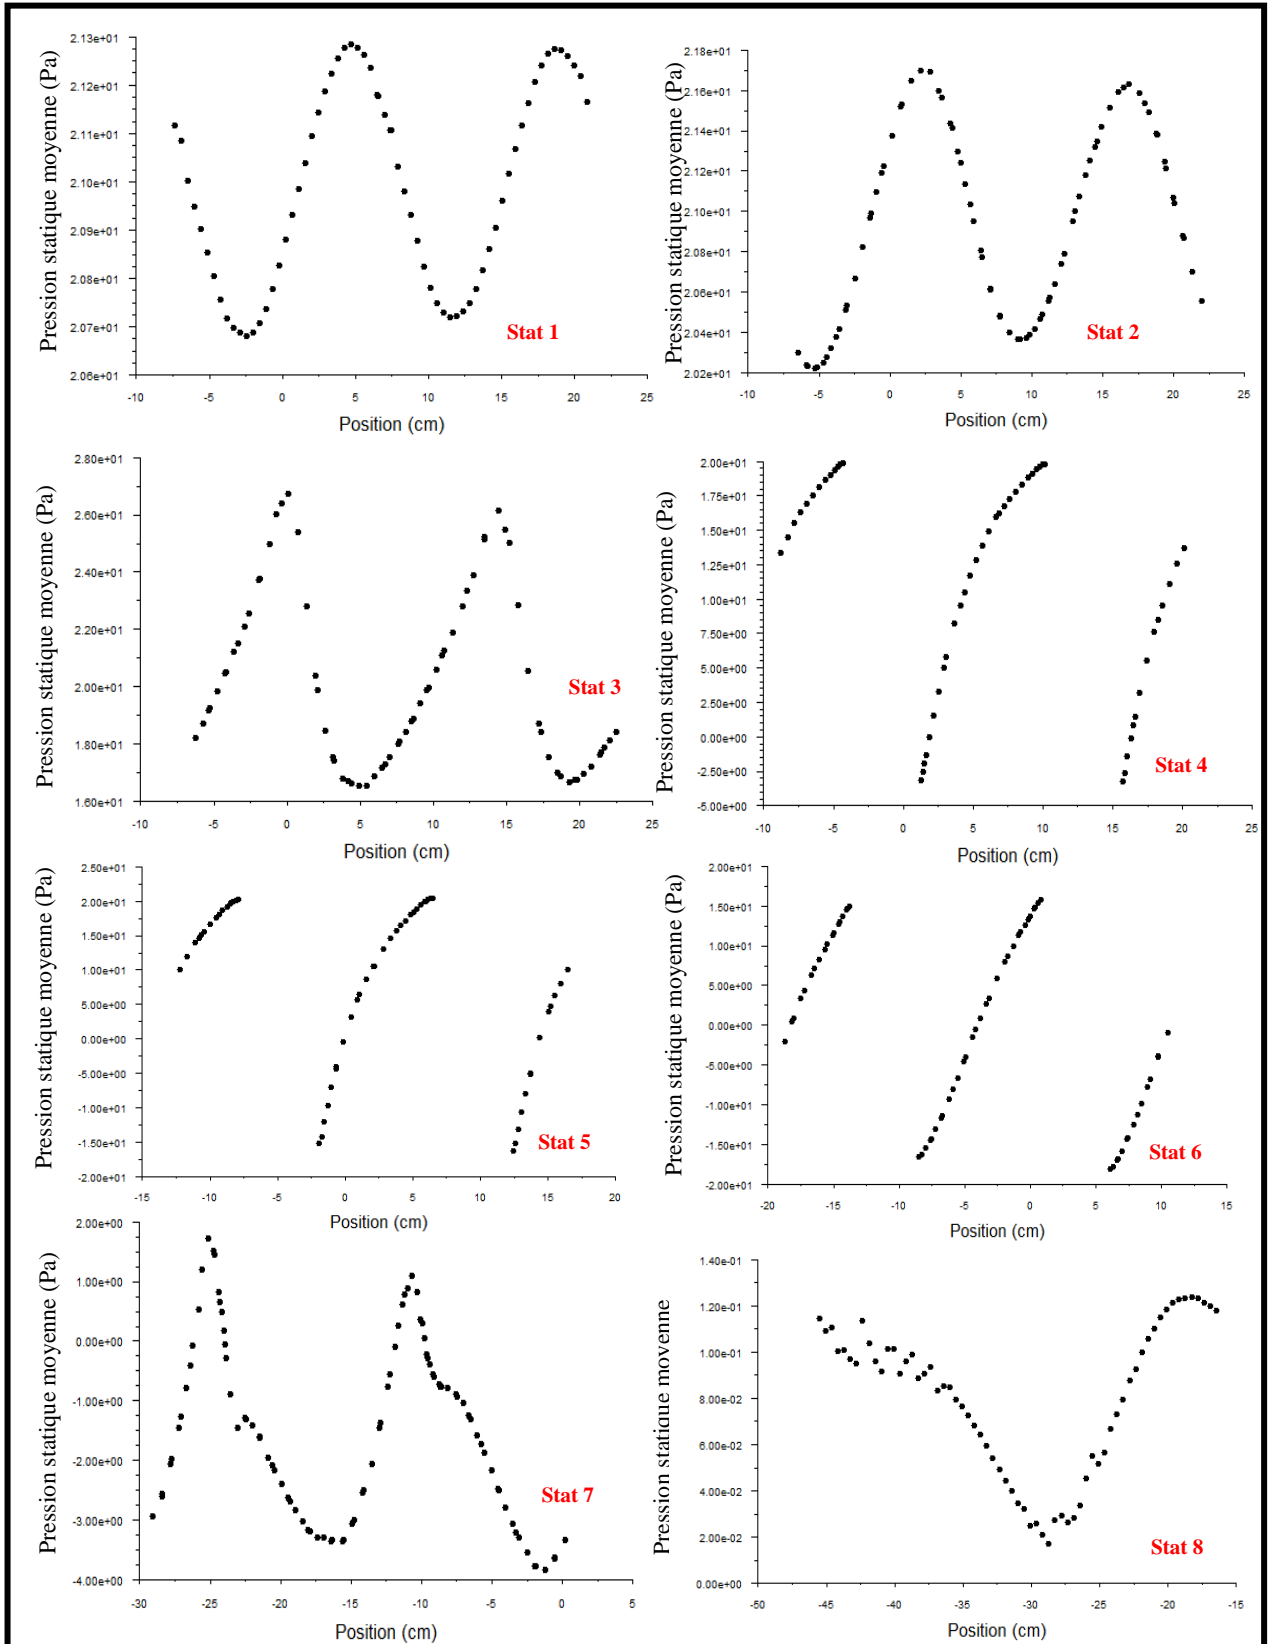 Pression statique moyenne (Pa)
2.13e+01
2.12e+01
2.11e+01
2.10e+01
2.09e+01
2.08e+01
2.07e+01
2.06e+01
-10 -5 0 5 10 15 20 25
Position (cm)
Stat 1
Pression statique moyenne (Pa)
2.18e+01
2.16e+01
2.14e+01
2.12e+01
2.10e+01
2.08e+01
2.06e+01
2.04e+01
2.02e+01
-10 -5 0 5 10 15 20 25
Position (cm)
Stat 2
Pression statique moyenne (Pa)
2.80e+01
2.60e+01
2.40e+01
2.20e+01
2.00e+01
1.80e+01
1.60e+01
-10 -5 0 5 10 15 20 25
Position (cm)
Stat 3
Pression statique moyenne (Pa)
2.00e+01
1.75e+01
1.50e+01
1.25e+01
1.00e+01
7.50e+00
5.00e+00
2.50e+00
0.00e+00
-2.50e+00
-5.00e+00
-10 -5 0 5 10 15 20 25
Position (cm)
Stat 4
Pression statique moyenne (Pa)
2.50e+01
2.00e+01
1.50e+01
1.00e+01
5.00e+00
0.00e+00
-5.00e+00
-1.00e+01
-1.50e+01
-2.00e+01
-15 -10 -5 0 5 10 15 20
Position (cm)
Stat 5
Pression statique moyenne (Pa)
2.00e+01
1.50e+01
1.00e+01
5.00e+00
0.00e+00
-5.00e+00
-1.00e+01
-1.50e+01
-2.00e+01
-20 -15 -10 -5 0 5 10 15
Position (cm)
Stat 6
Pression statique moyenne (Pa)
2.00e+00
1.00e+00
0.00e+00
-1.00e+00
-2.00e+00
-3.00e+00
-4.00e+00
-30 -25 -20 -15 -10 -5 0 5
Position (cm)
Stat 7
Pression statique moyenne
1.40e-01
1.20e-01
1.00e-01
8.00e-02
6.00e-02
4.00e-02
2.00e-02
0.00e+00
-50 -45 -40 -35 -30 -25 -20 -15
Position (cm)
Stat 8